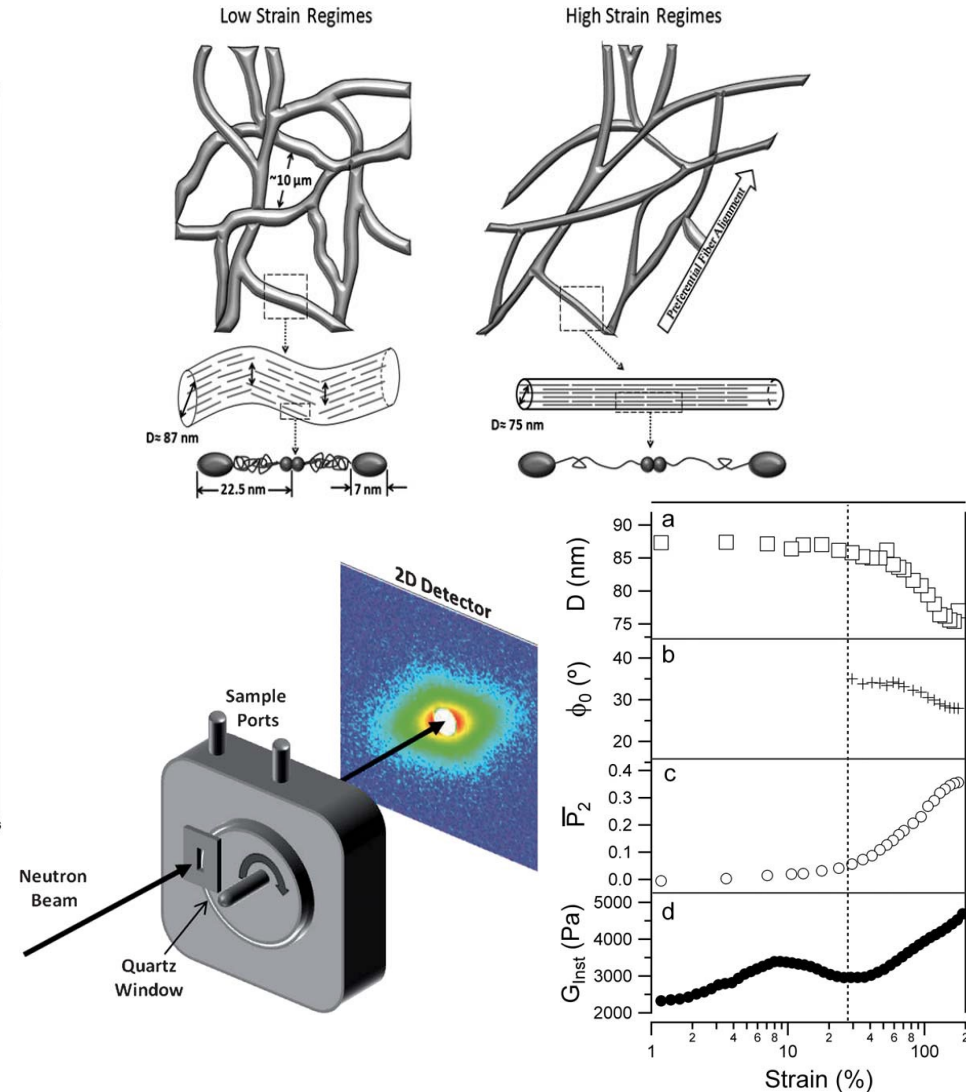 Low Strain Regimes
High Strain Regimes
~10 µm
Preferential Fiber Alignment
D≈ 87 nm
22.5 nm
7 nm
D≈ 75 nm
2D Detector
Sample
Ports
Neutron
Beam
Quartz
Window
a
D (nm)
90
85
80
75
b
ϕ₀ (º)
40
30
20
c
P̅₂
0.4
0.3
0.2
0.1
0.0
d
G_Inst (Pa)
5000
4000
3000
2000
1 2 4 6 8 10 2 4 6 8 100 2
Strain (%)